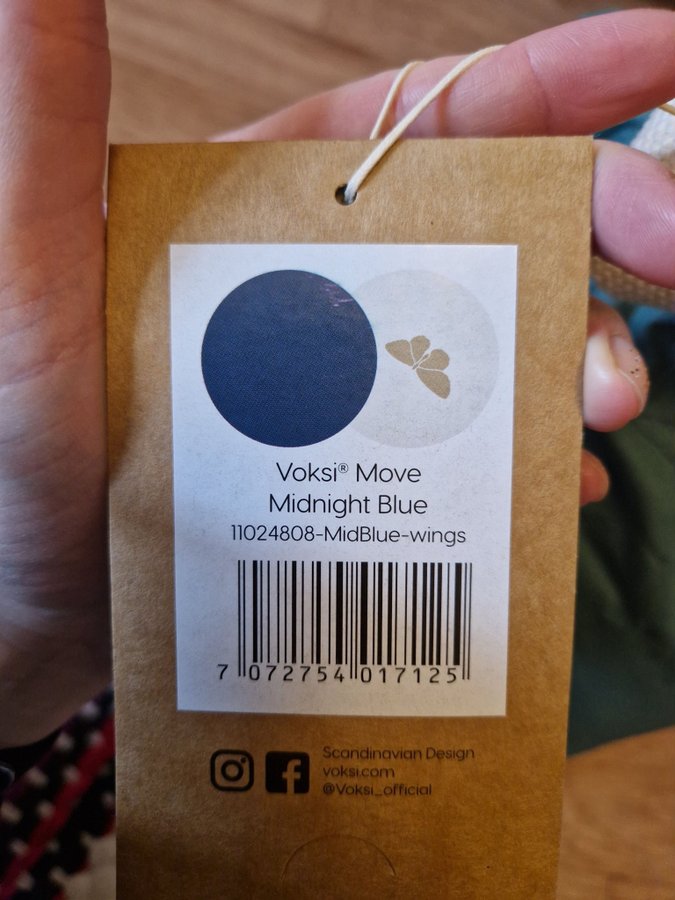 Voksi® Move
Midnight Blue
11024808-MidBlue-wings
7 072754 017125
Scandinavian Design
voksi.com
@Voksi_official